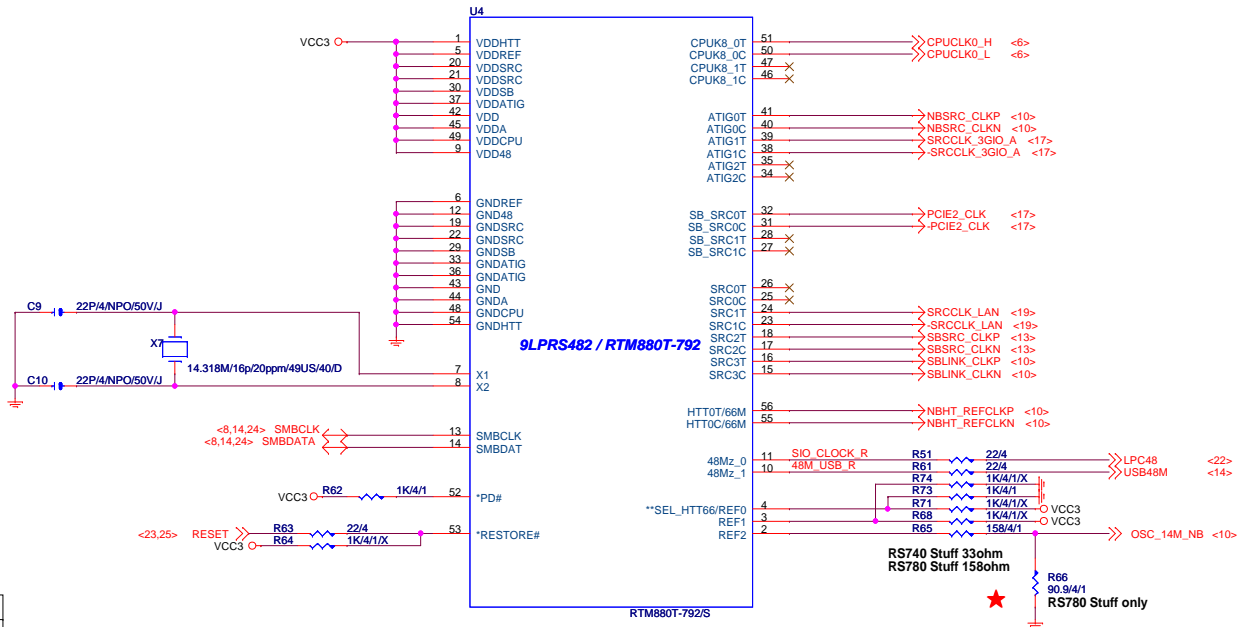 U4
VCC3
1 VDDHTT
5 VDDREF
20 VDDSRC
21 VDDSRC
30 VDDSB
37 VDDATIG
42 VDD
45 VDDA
49 VDDCPU
9 VDD48
6 GNDREF
12 GND48
19 GNDSRC
22 GNDSRC
29 GNDSB
33 GNDATIG
36 GNDATIG
43 GND
44 GNDA
48 GNDCPU
54 GNDHTT
C9 22P/4/NPO/50V/J
X7
14.318M/16p/20ppm/49US/40/D
C10 22P/4/NPO/50V/J
7 X1
8 X2
<8,14,24> SMBCLK 13 SMBCLK
<8,14,24> SMBDATA 14 SMBDAT
VCC3 R62 1K/4/1 52 *PD#
<23,25> RESET R63 22/4 53 *RESTORE#
VCC3 R64 1K/4/1/X
9LPRS482 / RTM880T-792
CPUK8_0T 51 CPUCLK0_H <6>
CPUK8_0C 50 CPUCLK0_L <6>
CPUK8_1T 47
CPUK8_1C 46
ATIG0T 41 NBSRC_CLKP <10>
ATIG0C 40 NBSRC_CLKN <10>
ATIG1T 39 SRCCLK_3GIO_A <17>
ATIG1C 38 -SRCCLK_3GIO_A <17>
ATIG2T 35
ATIG2C 34
SB_SRC0T 32 PCIE2_CLK <17>
SB_SRC0C 31 -PCIE2_CLK <17>
SB_SRC1T 28
SB_SRC1C 27
SRC0T 26
SRC0C 25
SRC1T 24 SRCCLK_LAN <19>
SRC1C 23 -SRCCLK_LAN <19>
SRC2T 18 SBSRC_CLKP <13>
SRC2C 17 SBSRC_CLKN <13>
SRC3T 16 SBLINK_CLKP <10>
SRC3C 15 SBLINK_CLKN <10>
HTT0T/66M 56 NBHT_REFCLKP <10>
HTT0C/66M 55 NBHT_REFCLKN <10>
48Mz_0 11 SIO_CLOCK_R R51 22/4 LPC48 <22>
48Mz_1 10 48M_USB_R R61 22/4 USB48M <14>
R74 1K/4/1/X
R73 1K/4/1
**SEL_HTT66/REF0 4 R71 1K/4/1/X VCC3
REF1 3 R68 1K/4/1/X VCC3
REF2 2 R65 158/4/1 OSC_14M_NB <10>
RS740 Stuff 33ohm
RS780 Stuff 158ohm
R66
90.9/4/1
RS780 Stuff only
RTM880T-792/S